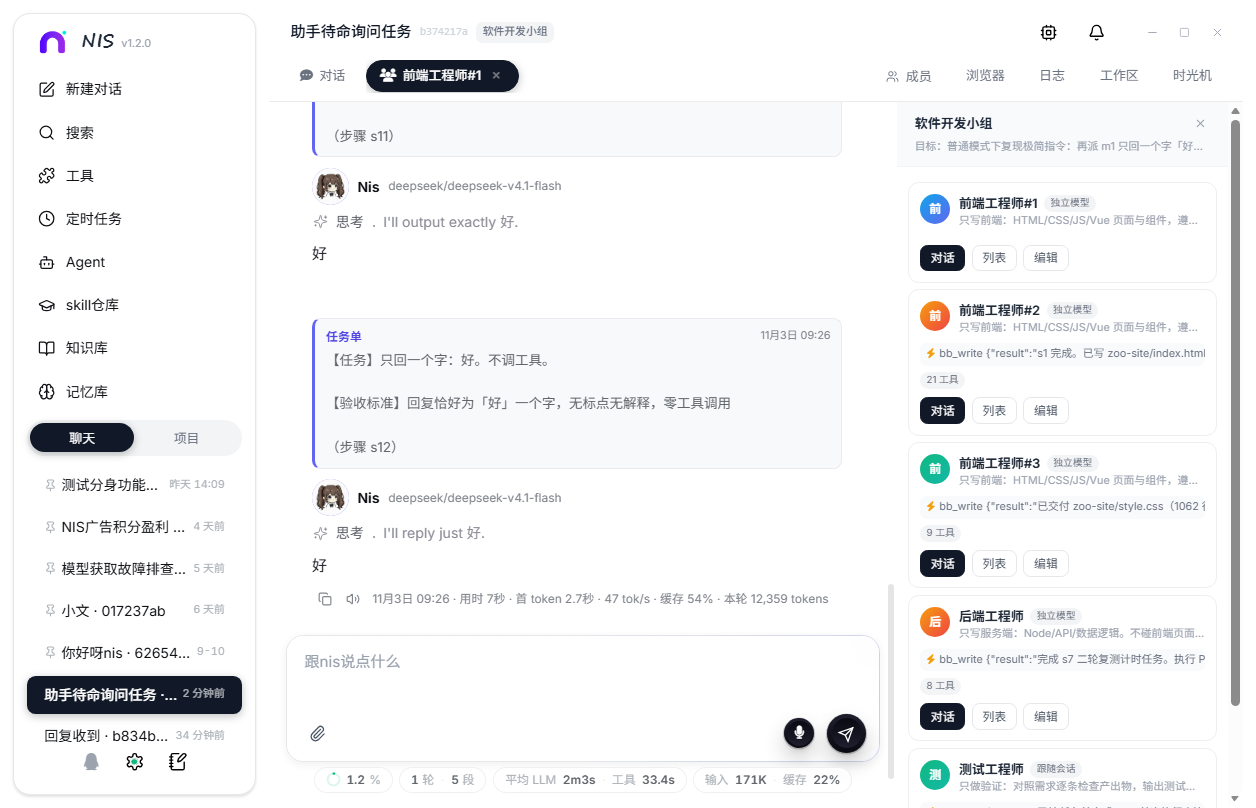 NIS v1.2.0
新建对话
搜索
工具
定时任务
Agent
skill仓库
知识库
记忆库
聊天 项目
测试分身功能... 昨天 14:09
NIS广告积分盈利 ... 4 天前
模型获取故障排查... 5 天前
小文 · 017237ab 6 天前
你好呀nis · 62654... 9-10
助手待命询问任务 ·... 2 分钟前
回复收到 · b834b... 34 分钟前
助手待命询问任务 b374217a 软件开发小组
对话 前端工程师#1 ×
成员 浏览器 日志 工作区 时光机
（步骤 s11）
Nis deepseek/deepseek-v4.1-flash
思考 . I'll output exactly 好.
好
任务单 11月3日 09:26
【任务】只回一个字：好。不调工具。
【验收标准】回复恰好为「好」一个字，无标点无解释，零工具调用
（步骤 s12）
Nis deepseek/deepseek-v4.1-flash
思考 . I'll reply just 好.
好
11月3日 09:26 · 用时 7秒 · 首 token 2.7秒 · 47 tok/s · 缓存 54% · 本轮 12,359 tokens
跟nis说点什么
1.2 % 1 轮 · 5 段 平均 LLM 2m3s · 工具 33.4s 输入 171K · 缓存 22%
软件开发小组
目标：普通模式下复现极简指令：再派 m1 只回一个字「好...
前 前端工程师#1 独立模型
只写前端：HTML/CSS/JS/Vue 页面与组件，遵...
对话 列表 编辑
前 前端工程师#2 独立模型
只写前端：HTML/CSS/JS/Vue 页面与组件，遵...
bb_write {"result":"s1 完成。已写 zoo-site/index.html
21 工具
对话 列表 编辑
前 前端工程师#3 独立模型
只写前端：HTML/CSS/JS/Vue 页面与组件，遵...
bb_write {"result":"已交付 zoo-site/style.css（1062
9 工具
对话 列表 编辑
后 后端工程师 独立模型
只写服务端：Node/API/数据逻辑。不碰前端页面...
bb_write {"result":"完成 s7 二轮复测计时任务。执行 P
8 工具
对话 列表 编辑
测 测试工程师 跟随会话
只做验证：对照需求逐条检查产出物，输出测试...